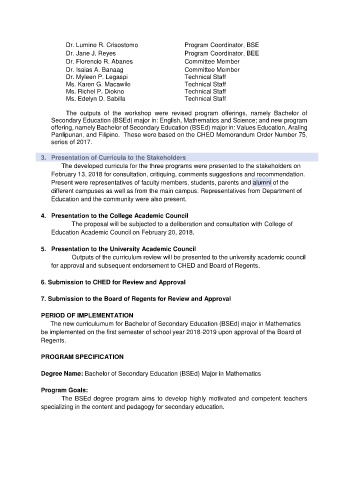 Dr. Lumine R. Crisostomo Program Coordinator, BSE
Dr. Jane J. Reyes Program Coordinator, BEE
Dr. Florencio R. Abanes Committee Member
Dr. Isaias A. Banaag Committee Member
Dr. Myleen P. Legaspi Technical Staff
Ms. Karen G. Macawile Technical Staff
Ms. Richel P. Diokno Technical Staff
Ms. Edelyn D. Sabilla Technical Staff
The outputs of the workshop were revised program offerings, namely Bachelor of
Secondary Education (BSEd) major in: English, Mathematics and Science; and new program
offering, namely Bachelor of Secondary Education (BSEd) major in: Values Education, Araling
Panlipunan, and Filipino. These were based on the CHED Memorandum Order Number 75,
series of 2017.
3. Presentation of Curricula to the Stakeholders
The developed curricula for the three programs were presented to the stakeholders on
February 13, 2018 for consultation, critiquing, comments suggestions and recommendation.
Present were representatives of faculty members, students, parents and alumni of the
different campuses as well as from the main campus. Representatives from Department of
Education and the community were also present.
4. Presentation to the College Academic Council
The proposal will be subjected to a deliberation and consultation with College of
Education Academic Council on February 20, 2018.
5. Presentation to the University Academic Council
Outputs of the curriculum review will be presented to the university academic council
for approval and subsequent endorsement to CHED and Board of Regents.
6. Submission to CHED for Review and Approval
7. Submission to the Board of Regents for Review and Approval
PERIOD OF IMPLEMENTATION
The new curriculumum for Bachelor of Secondary Education (BSEd) major in Mathematics
be implemented on the first semester of school year 2018-2019 upon approval of the Board of
Regents.
PROGRAM SPECIFICATION
Degree Name: Bachelor of Secondary Education (BSEd) Major in Mathematics
Program Goals:
The BSEd degree program aims to develop highly motivated and competent teachers
specializing in the content and pedagogy for secondary education.